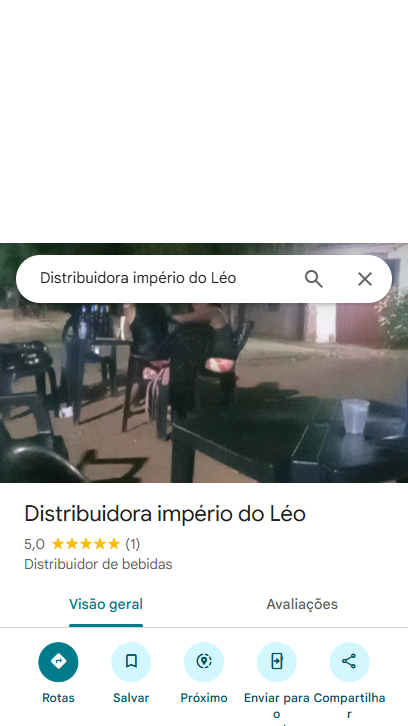 Distribuidora império do Léo
Distribuidora império do Léo
5,0 (1)
Distribuidor de bebidas
Visão geral Avaliações
Rotas Salvar Próximo Enviar para o Compartilhar